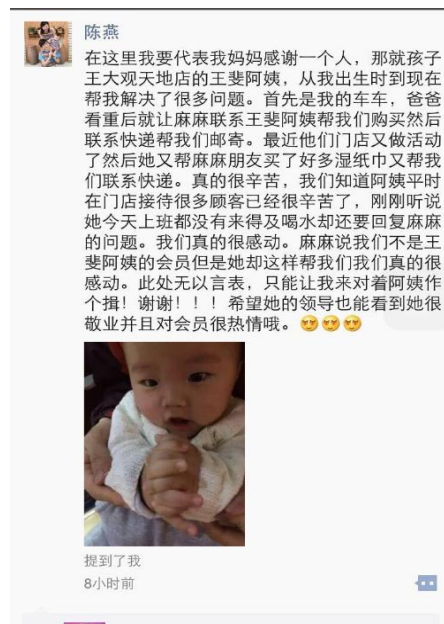 陈燕
在这里我要代表我妈妈感谢一个人，那就孩子
王大观天地店的王斐阿姨，从我出生时到现在
帮我解决了很多问题。首先是我的车车，爸爸
看重后就让麻麻联系王斐阿姨帮我们购买然后
联系快递帮我们邮寄。最近他们门店又做活动
了然后她又帮麻麻朋友买了好多湿纸巾又帮我
们联系快递。真的很辛苦，我们知道阿姨平时
在门店接待很多顾客已经很辛苦了，刚刚听说
她今天上班都没有来得及喝水却还要回复麻麻
的问题。我们真的很感动。麻麻说我们不是王
斐阿姨的会员但是她却这样帮我们我们真的很
感动。此处无以言表，只能让我来对着阿姨作
个揖！谢谢！！！希望她的领导也能看到她很
敬业并且对会员很热情哦。
提到了我
8小时前